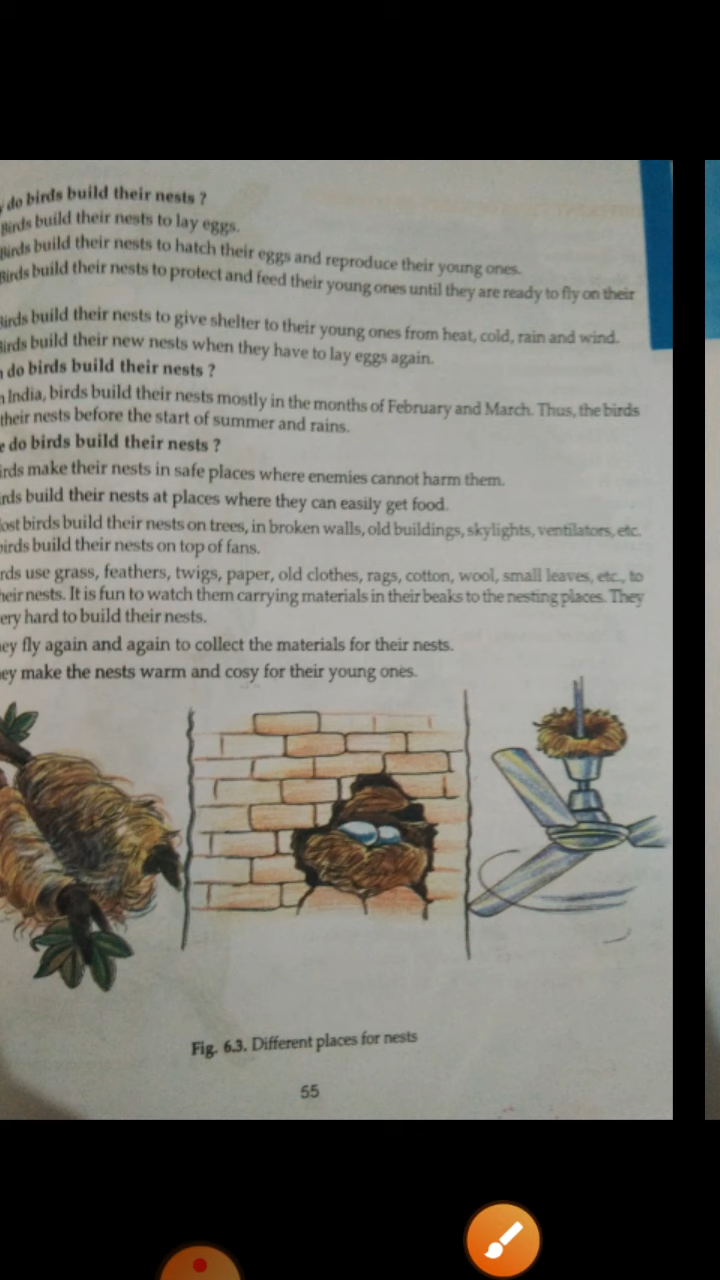 do birds build their nests ?
Birds build their nests to lay eggs.
Birds build their nests to hatch their eggs and reproduce their young ones.
Birds build their nests to protect and feed their young ones until they are ready to fly on their
Birds build their nests to give shelter to their young ones from heat, cold, rain and wind.
Birds build their new nests when they have to lay eggs again.
do birds build their nests ?
India, birds build their nests mostly in the months of February and March. Thus, the birds
their nests before the start of summer and rains.
e do birds build their nests ?
irds make their nests in safe places where enemies cannot harm them.
rds build their nests at places where they can easily get food.
ost birds build their nests on trees, in broken walls, old buildings, skylights, ventilators, etc.
birds build their nests on top of fans.
rds use grass, feathers, twigs, paper, old clothes, rags, cotton, wool, small leaves, etc., to
heir nests. It is fun to watch them carrying materials in their beaks to the nesting places. They
ery hard to build their nests.
ey fly again and again to collect the materials for their nests.
ey make the nests warm and cosy for their young ones.
Fig. 6.3. Different places for nests
55